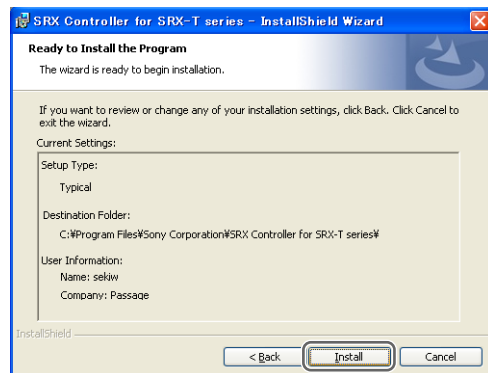 SRX Controller for SRX-T series - InstallShield Wizard
Ready to Install the Program
The wizard is ready to begin installation.
If you want to review or change any of your installation settings, click Back. Click Cancel to
exit the wizard.
Current Settings:
Setup Type:
Typical
Destination Folder:
C:¥Program Files¥Sony Corporation¥SRX Controller for SRX-T series¥
User Information:
Name: sekiw
Company: Passage
InstallShield
< Back
Install
Cancel